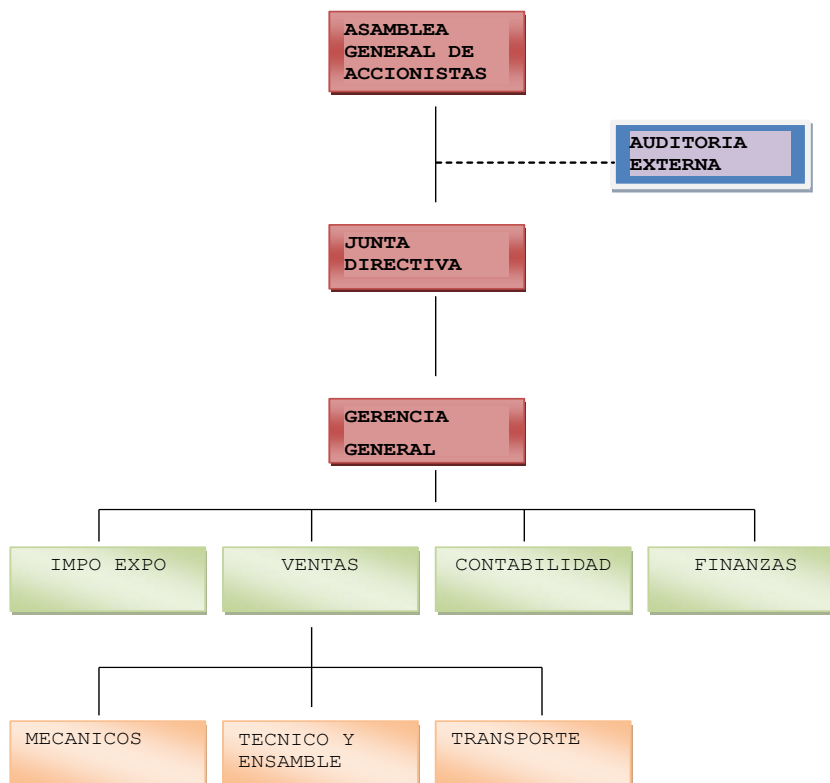 ASAMBLEA
GENERAL DE
ACCIONISTAS
AUDITORIA
EXTERNA
JUNTA
DIRECTIVA
GERENCIA
GENERAL
IMPO EXPO
VENTAS
CONTABILIDAD
FINANZAS
MECANICOS
TECNICO Y
ENSAMBLE
TRANSPORTE